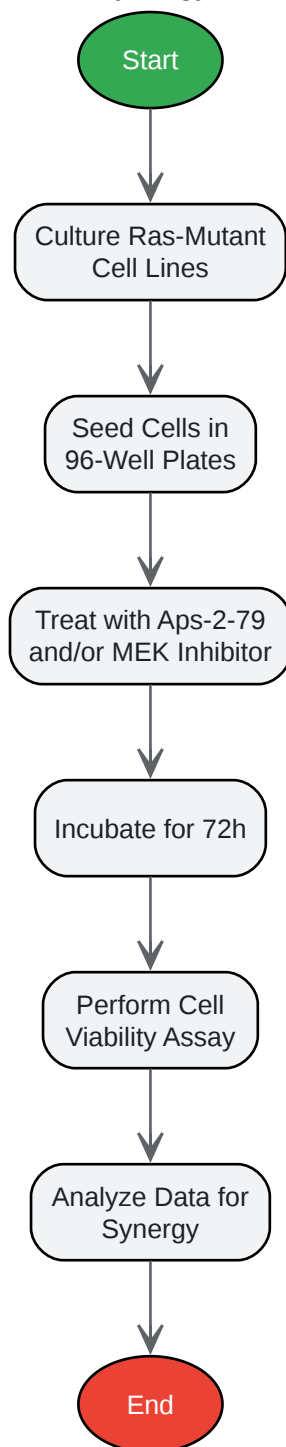 Start
Culture Ras-Mutant
Cell Lines
Seed Cells in
96-Well Plates
Treat with Aps-2-79
and/or MEK Inhibitor
Incubate for 72h
Perform Cell
Viability Assay
Analyze Data for
Synergy
End